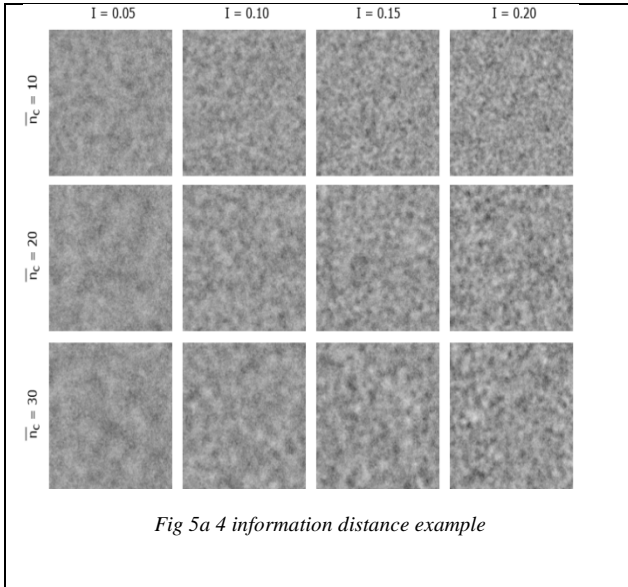 I = 0.05 I = 0.10 I = 0.15 I = 0.20
n̅c = 10
n̅c = 20
n̅c = 30
Fig 5a 4 information distance example